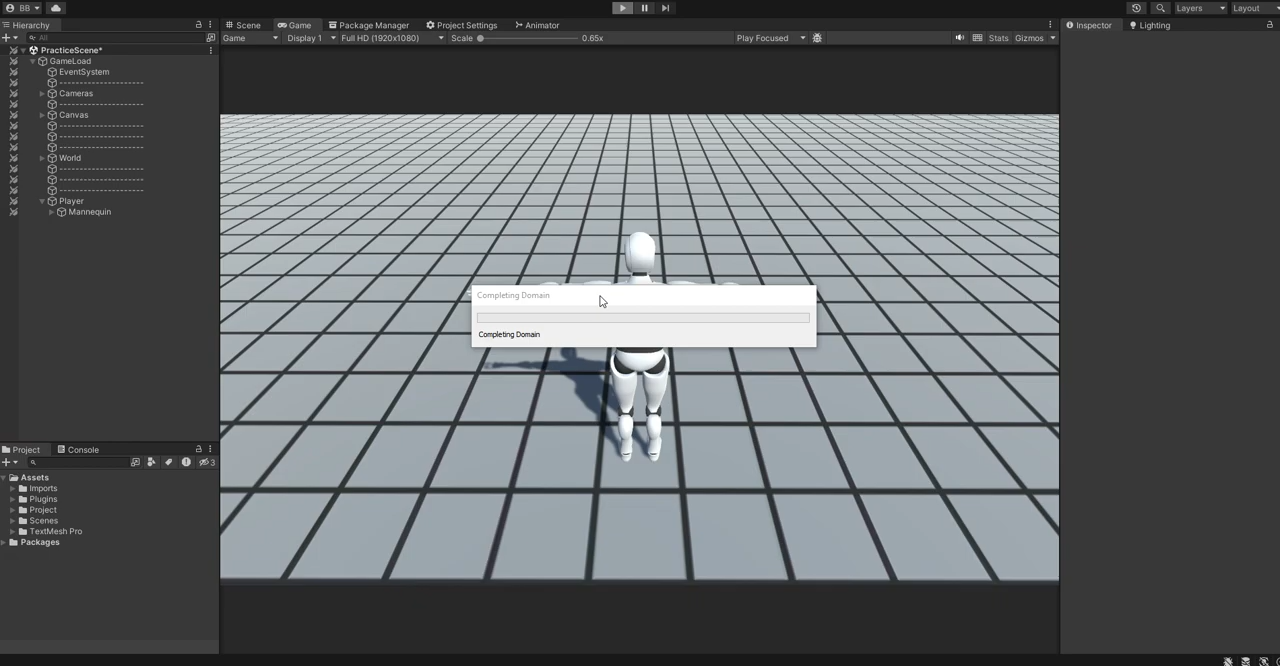 BB
Layers
Layout
Hierarchy
Scene
Game
Package Manager
Project Settings
Animator
Inspector
Lighting
All
Game
Display 1
Full HD (1920x1080)
Scale
0.65x
Play Focused
Stats
Gizmos
PracticeScene*
GameLoad
EventSystem
----------------------
Cameras
----------------------
Canvas
----------------------
----------------------
----------------------
World
----------------------
----------------------
----------------------
Player
Mannequin
Completing Domain
Completing Domain
Project
Console
3
Assets
Imports
Plugins
Project
Scenes
TextMesh Pro
Packages